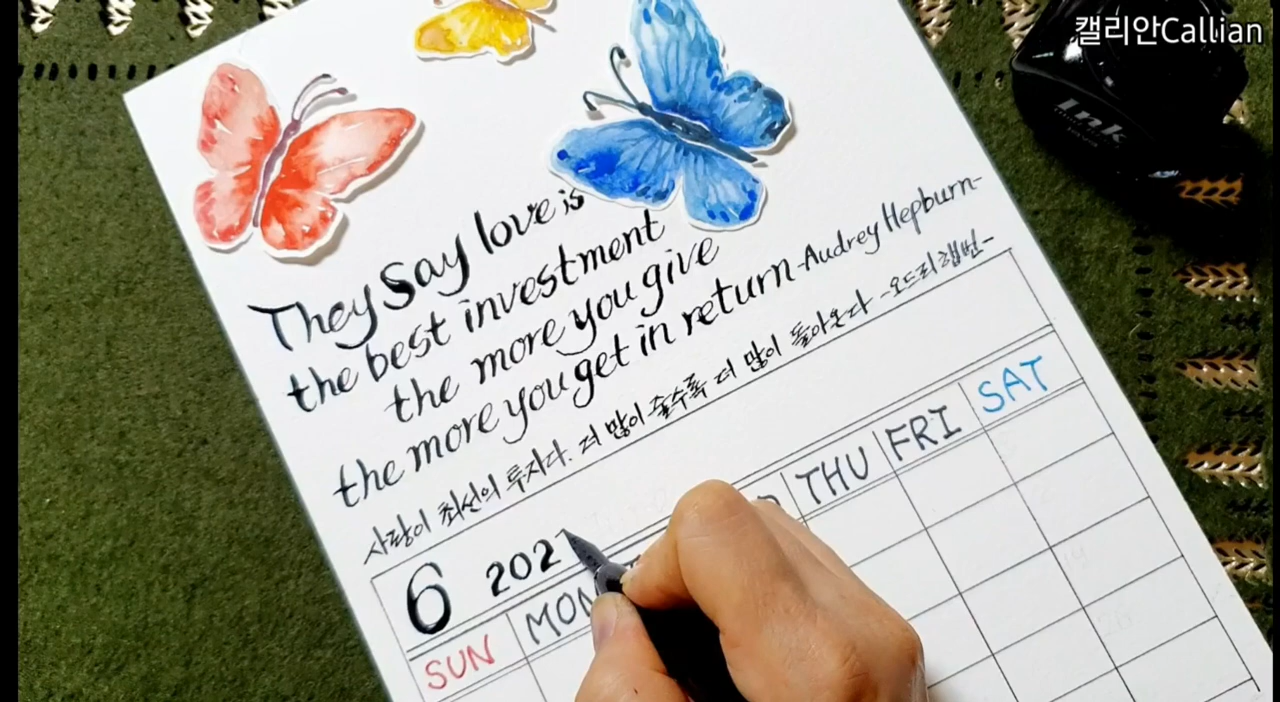 캘리안Callian
Ink
They Say love is
the best investment
the more you give
the more you get in return -Audrey Hepburn-
사랑이 최선의 투자다. 더 많이 줄수록 더 많이 돌아온다 -오드리햅번-
6 202
SUN MON THU FRI SAT